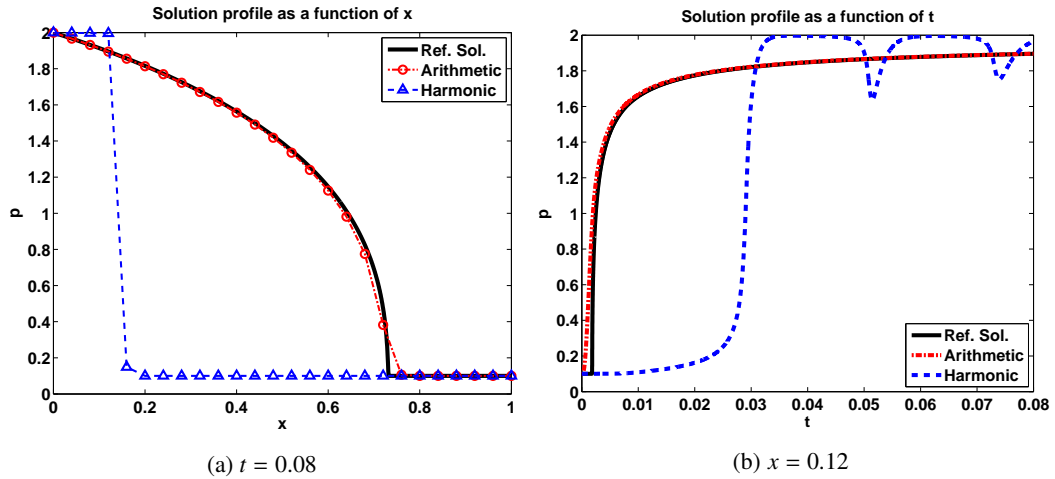 Solution profile as a function of x
2
1.8
1.6
1.4
1.2
1
0.8
0.6
0.4
0.2
0
p
Ref. Sol.
Arithmetic
Harmonic
0 0.2 0.4 0.6 0.8 1
x
(a) t = 0.08
Solution profile as a function of t
2
1.8
1.6
1.4
1.2
1
0.8
0.6
0.4
0.2
0
p
Ref. Sol.
Arithmetic
Harmonic
0 0.01 0.02 0.03 0.04 0.05 0.06 0.07 0.08
t
(b) x = 0.12